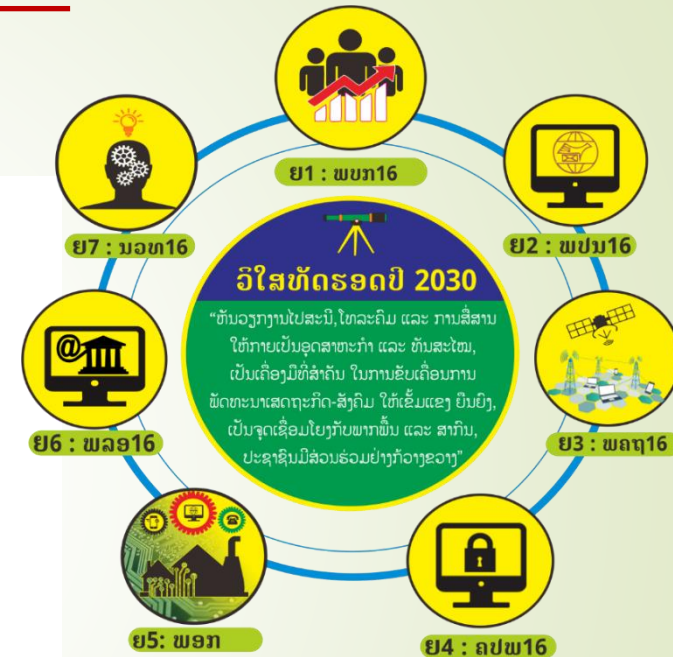 ຍ1 : ພບກ16
ຍ2 : ພປນ16
ຍ3 : ພຄຖ16
ຍ4 : ຄປພ16
ຍ5: ພອກ
ຍ6 : ພລອ16
ຍ7 : ນວທ16
ວິໃສທັດຮອດປີ 2030
“ຫັນວຽກງານໄປສະນີ,ໂທລະຄົມ ແລະ ການສື່ສານ
ໃຫ້ກາຍເປັນອຸດສາຫະກຳ ແລະ ທັນສະໄໝ,
ເປັນເຄື່ອງມືທີ່ສຳຄັນ ໃນການຂັບເຄື່ອນການ
ພັດທະນາເສດຖະກິດ-ສັງຄົມ ໃຫ້ເຂັ້ມແຂງ ຍືນຍົງ,
ເປັນຈຸດເຊື່ອມໂຍງກັບພາກພື້ນ ແລະ ສາກົນ,
ປະຊາຊົນມີສ່ວນຮ່ວມຢ່າງກ້ວາງຂວາງ”
@